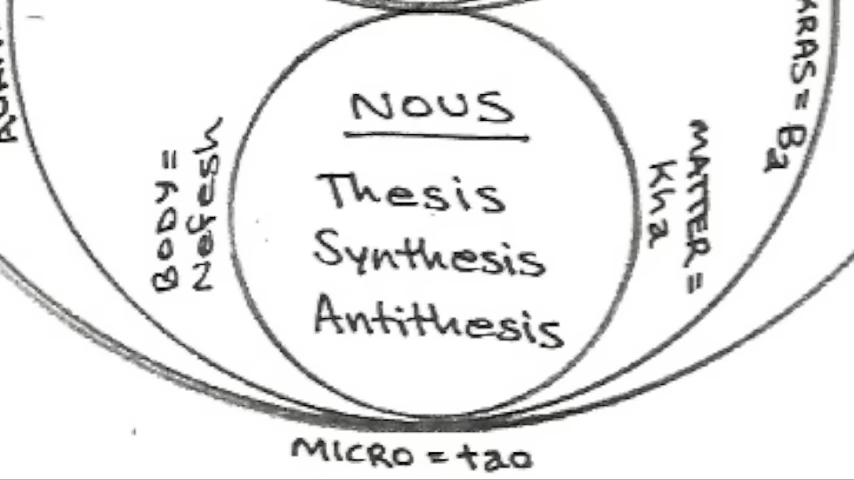 NOUS
Thesis
Synthesis
Antithesis
BODY =
Nefesh
MATTER =
Kha
ARAS = Ba
MICRO = tao